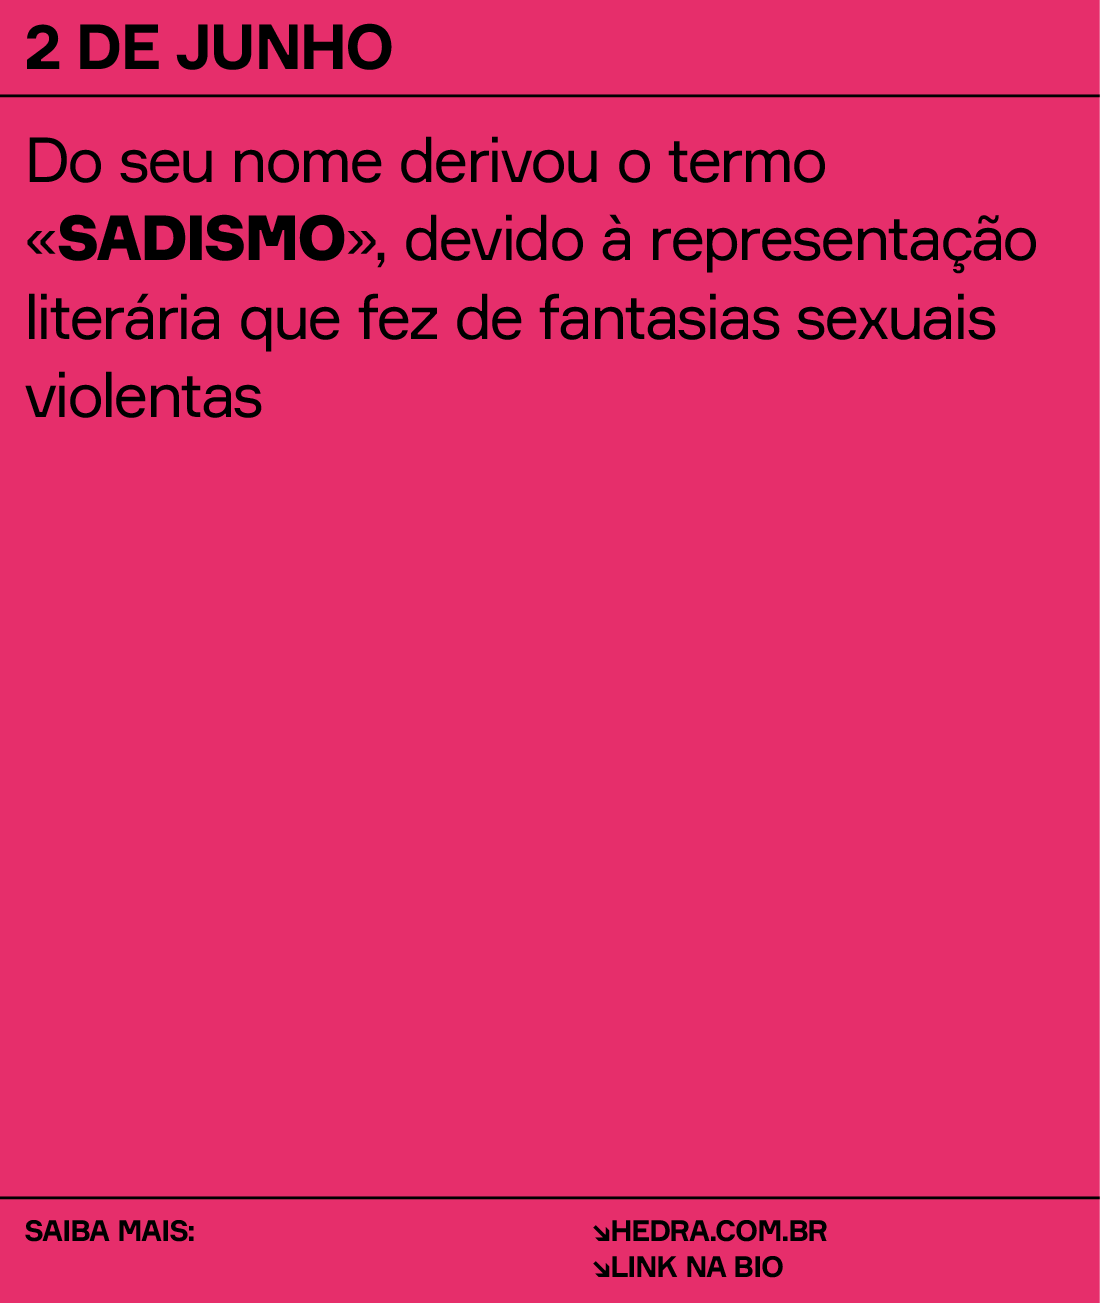 2 DE JUNHO
Do seu nome derivou o termo
«SADISMO», devido à representação
literária que fez de fantasias sexuais
violentas
SAIBA MAIS:
↘HEDRA.COM.BR
↘LINK NA BIO